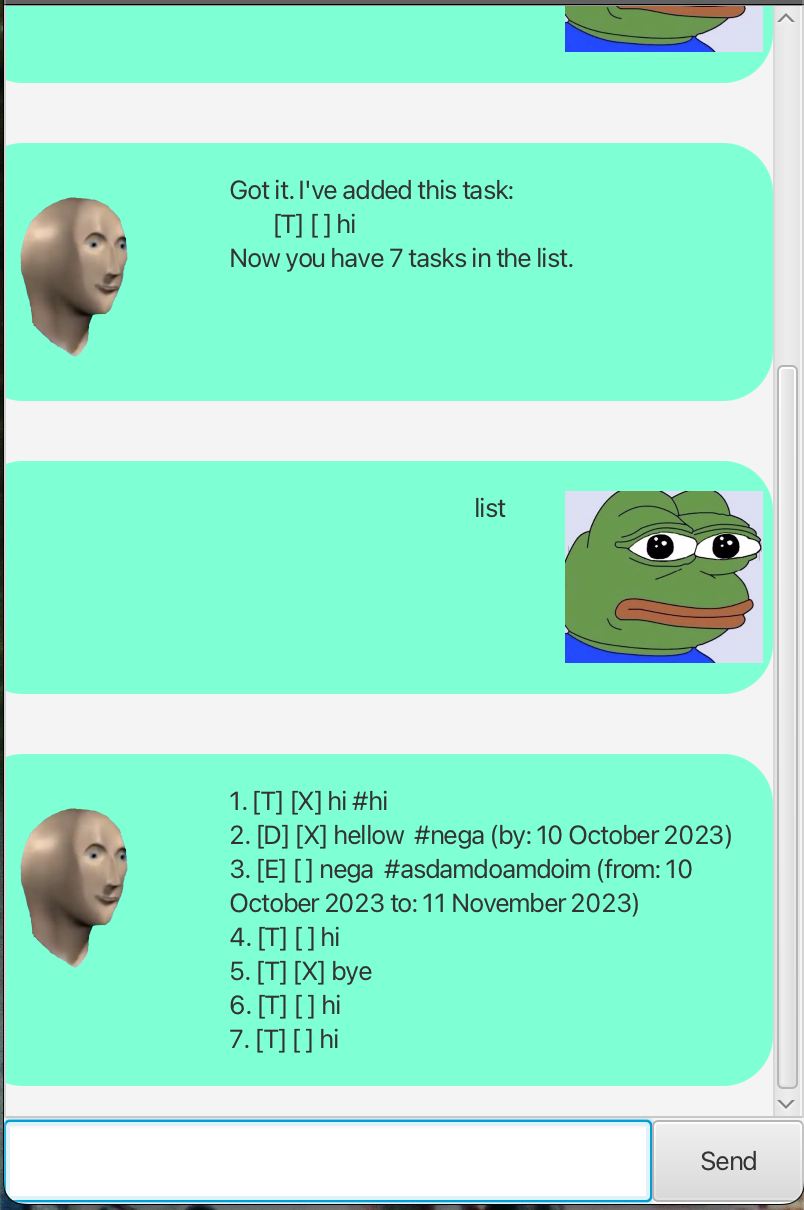 Got it. I've added this task:
[T] [ ] hi
Now you have 7 tasks in the list.
list
1. [T] [X] hi #hi
2. [D] [X] hellow  #nega (by: 10 October 2023)
3. [E] [ ] nega  #asdamdoamdoim (from: 10
October 2023 to: 11 November 2023)
4. [T] [ ] hi
5. [T] [X] bye
6. [T] [ ] hi
7. [T] [ ] hi
Send